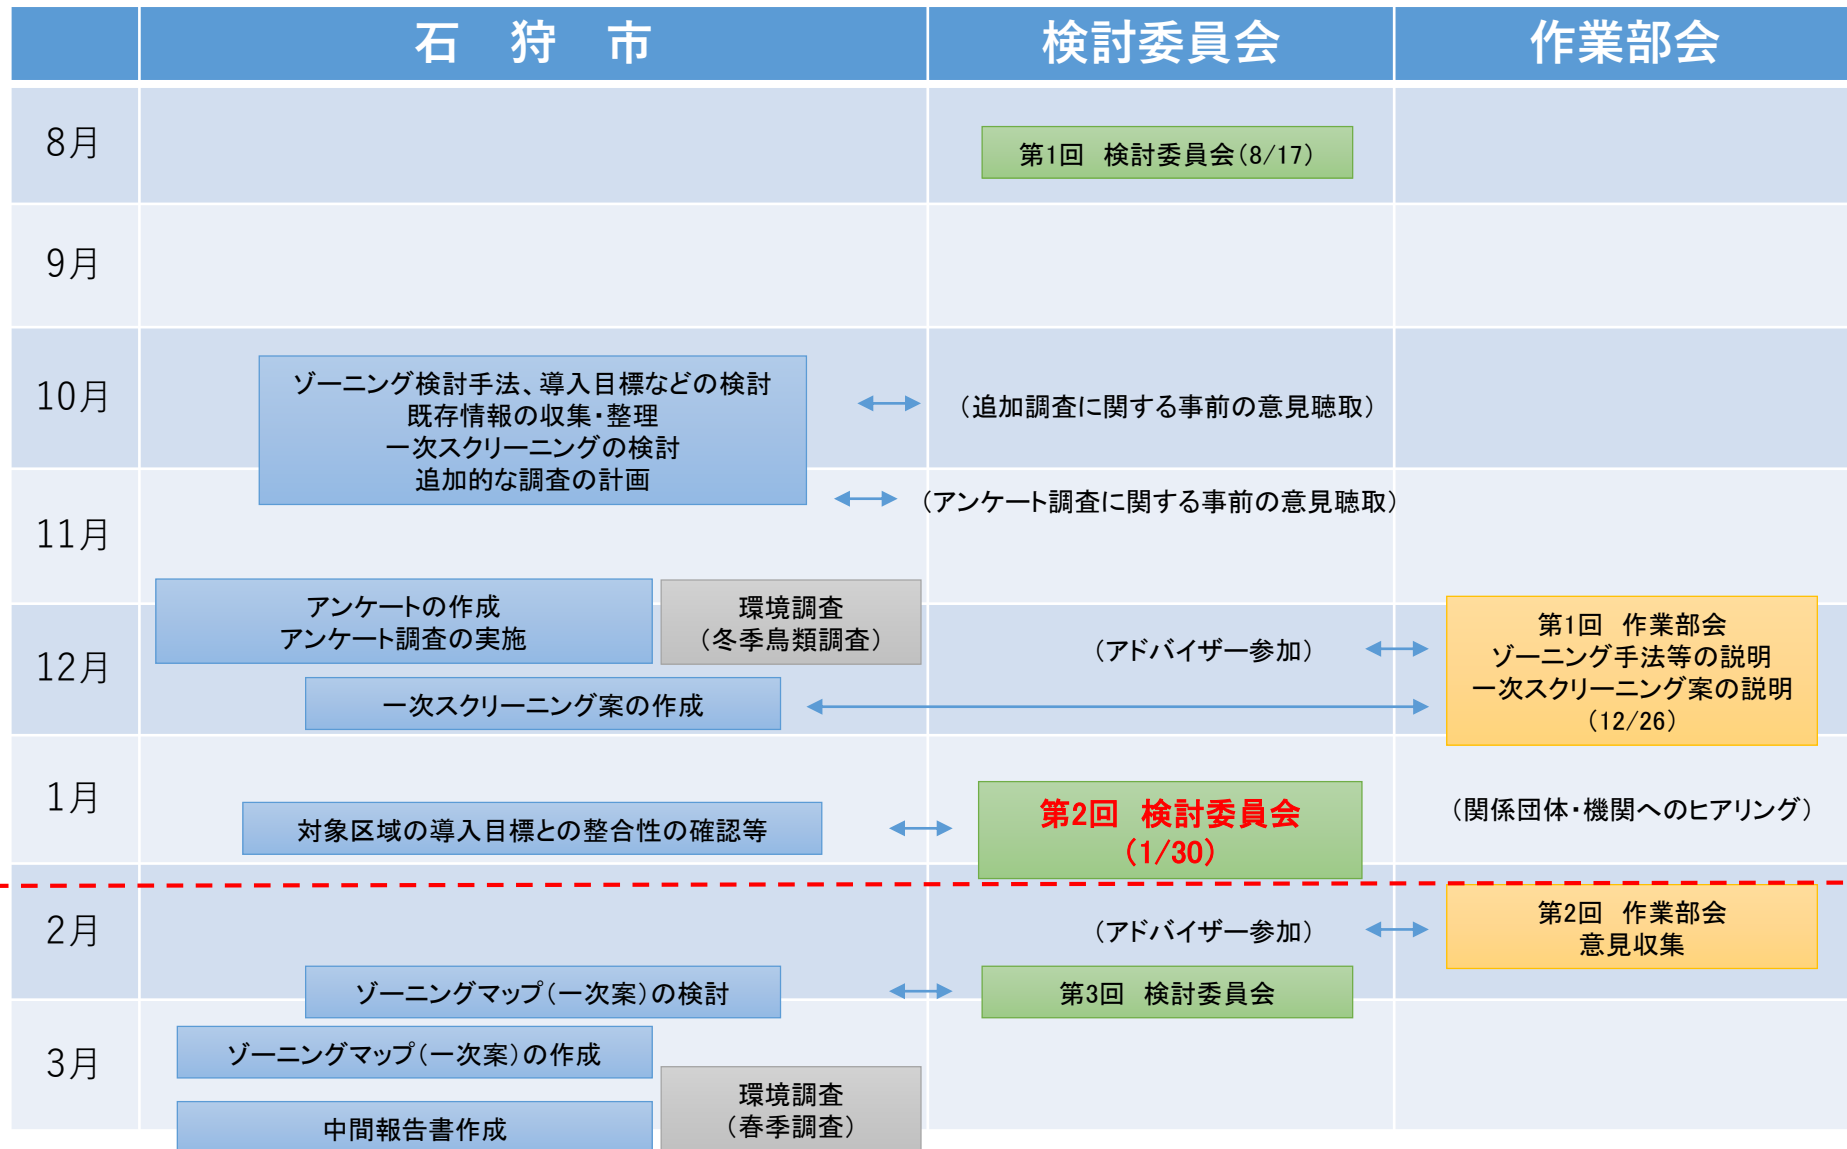 石　狩　市
検討委員会
作業部会
8月
第1回　検討委員会（8/17）
9月
10月
ゾーニング検討手法、導入目標などの検討
既存情報の収集・整理
一次スクリーニングの検討
追加的な調査の計画
（追加調査に関する事前の意見聴取）
（アンケート調査に関する事前の意見聴取）
11月
アンケートの作成
アンケート調査の実施
環境調査
（冬季鳥類調査）
12月
（アドバイザー参加）
第1回　作業部会
ゾーニング手法等の説明
一次スクリーニング案の説明
（12/26）
一次スクリーニング案の作成
1月
対象区域の導入目標との整合性の確認等
第2回　検討委員会
（1/30）
（関係団体・機関へのヒアリング）
2月
（アドバイザー参加）
第2回　作業部会
意見収集
ゾーニングマップ（一次案）の検討
第3回　検討委員会
3月
ゾーニングマップ（一次案）の作成
環境調査
（春季調査）
中間報告書作成